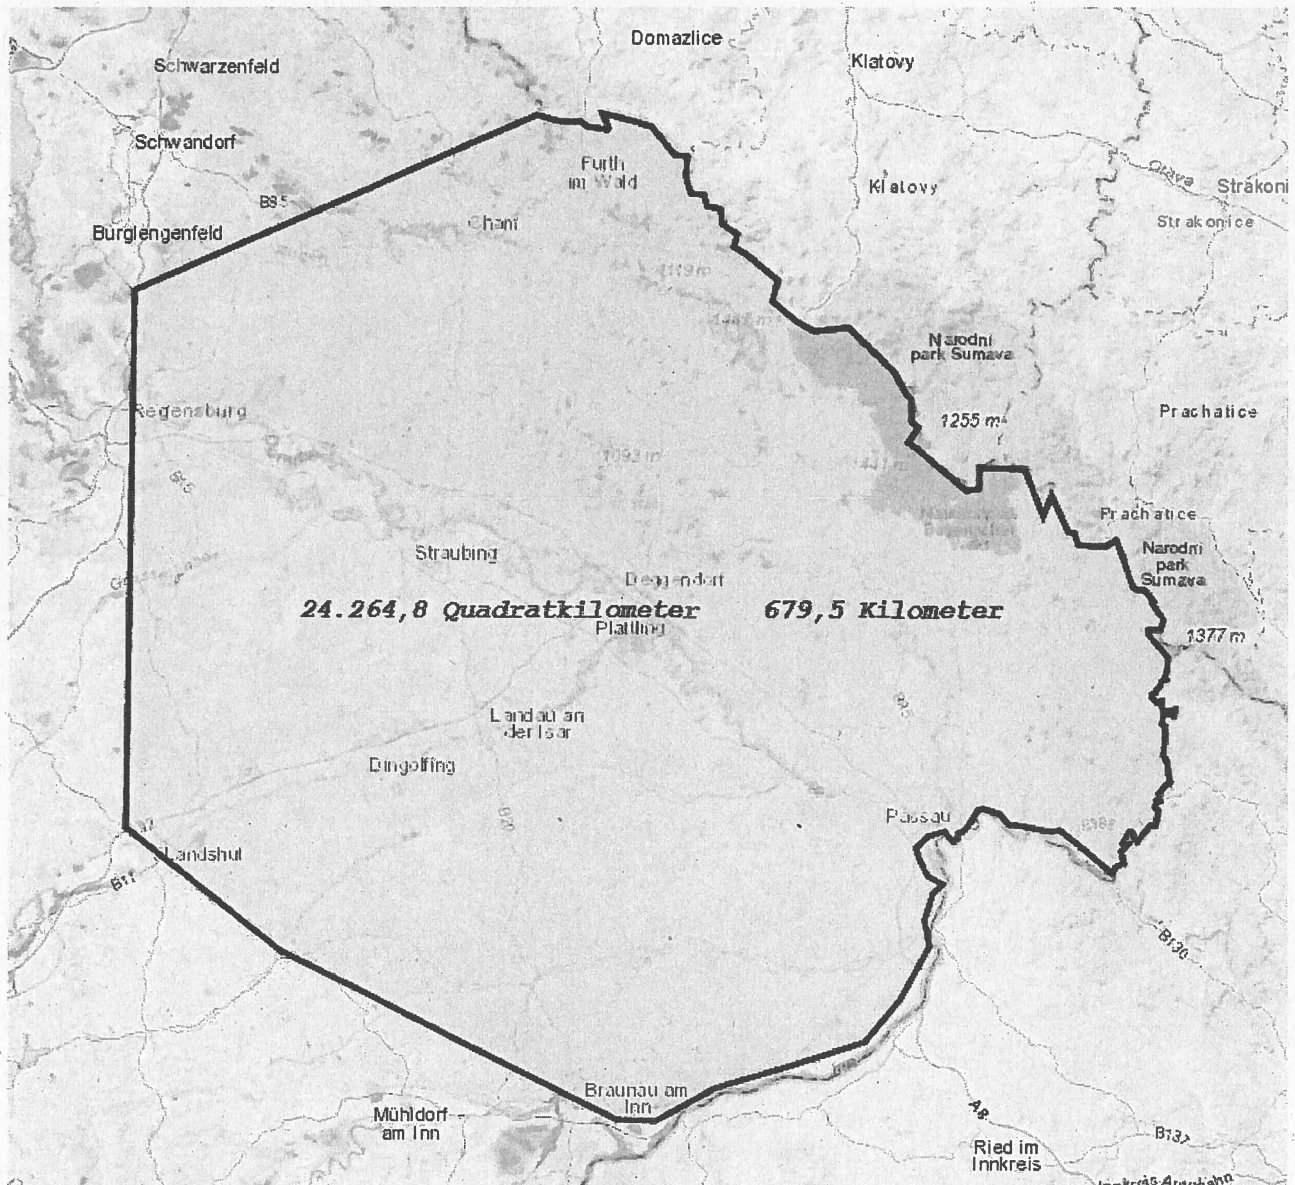 Domazlice
Klatovy
Schwarzenfeld
Schwandorf
Furth
im Wald
Otava
Klatovy
Strakoni
B85
Cham
Strakonice
Burglengenfeld
Narodni
park Sumava
Regensburg
1255 m
Prachatice
1093 m
Prachatice
Straubing
Narodni
park
Sumava
Deggendorf
24.264,8 Quadratkilometer 679,5 Kilometer
Plattling
1377 m
Landau an
der Isar
Dingolfing
B20
Passau
Landshut
B11
B130
Braunau am
Inn
Mühldorf
am Inn
A8
B137
Ried im
Innkreis